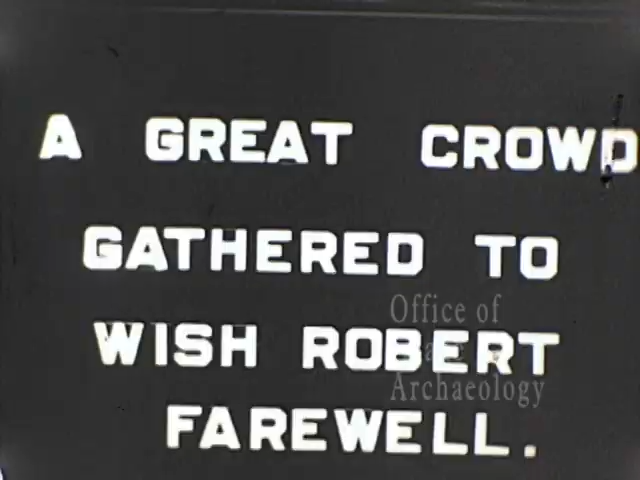 A GREAT CROWD
GATHERED TO
WISH ROBERT
FAREWELL.
Office of
Archaeology